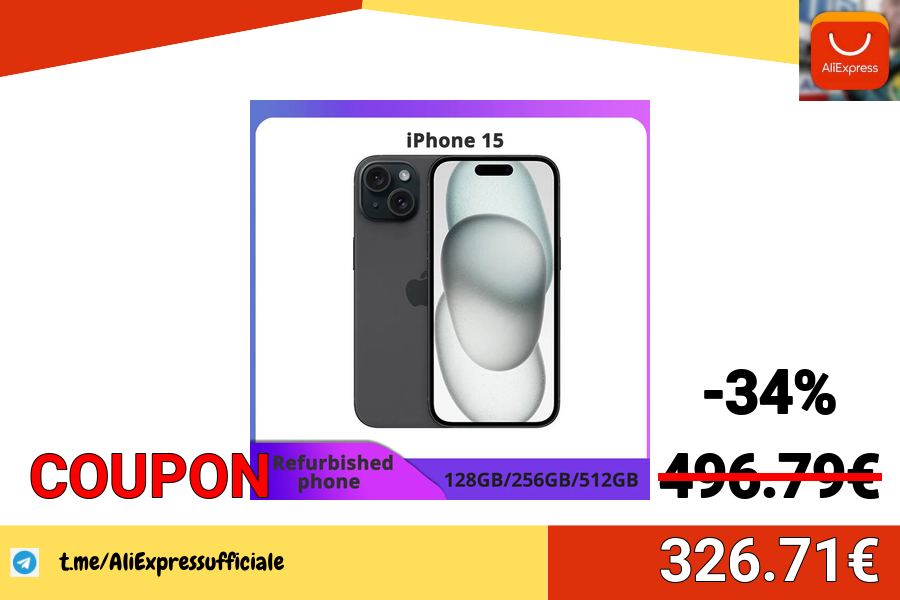 AliExpress
iPhone 15
-34%
COUPON
Refurbished
phone
128GB/256GB/512GB
496.79€
t.me/AliExpressufficiale
326.71€